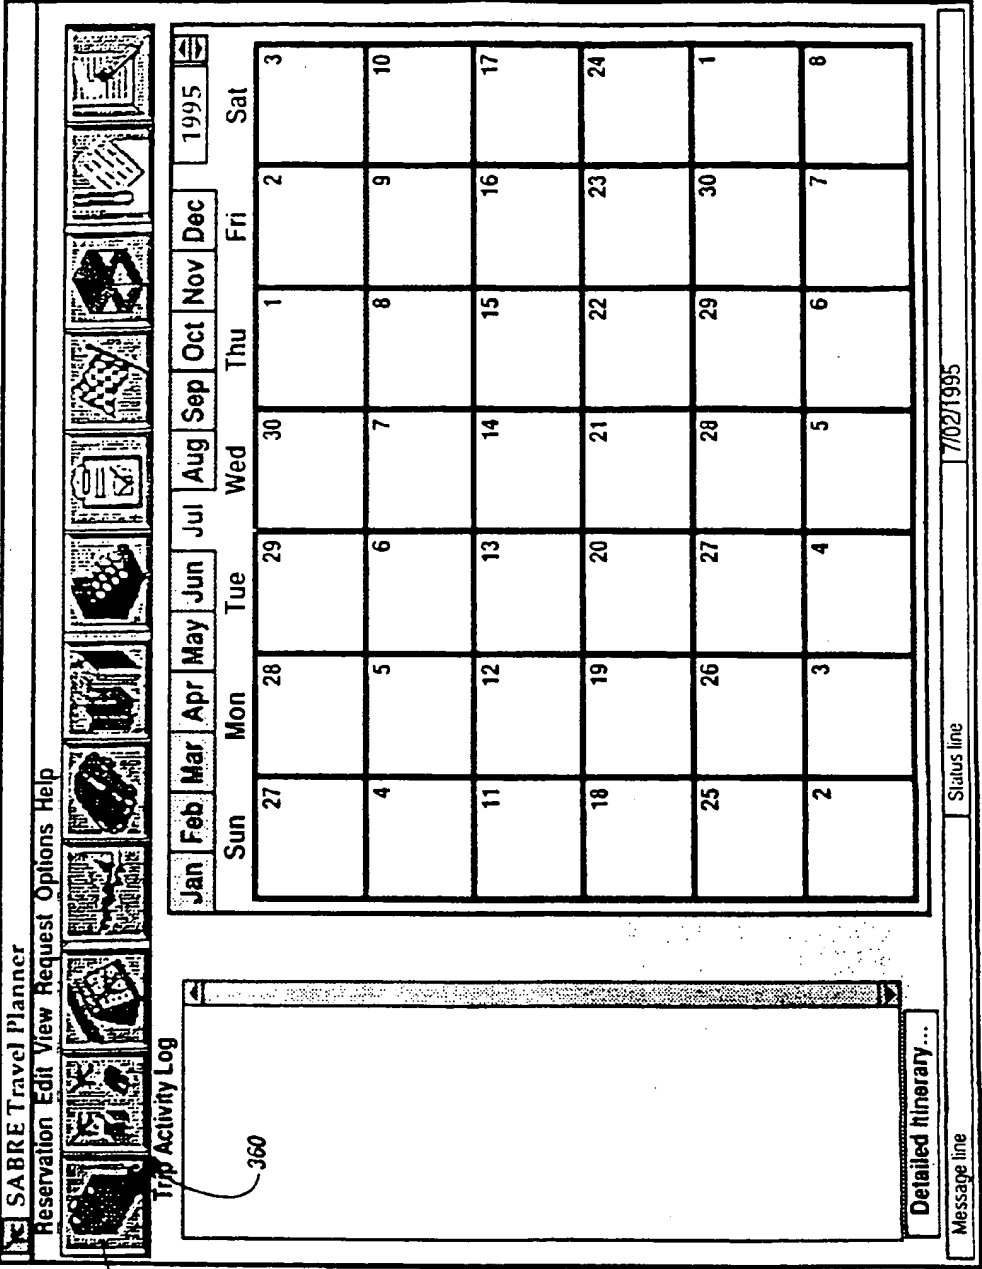 SABRE Travel Planner
Reservation Edit View Request Options Help
Trip Activity Log
360
Detailed Itinerary...
Jan Feb Mar Apr May Jun Jul Aug Sep Oct Nov Dec 1995
Sun Mon Tue Wed Thu Fri Sat
27 28 29 30 1 2 3
4 5 6 7 8 9 10
11 12 13 14 15 16 17
18 19 20 21 22 23 24
25 26 27 28 29 30 1
2 3 4 5 6 7 8
Message line Status line 7/02/1995